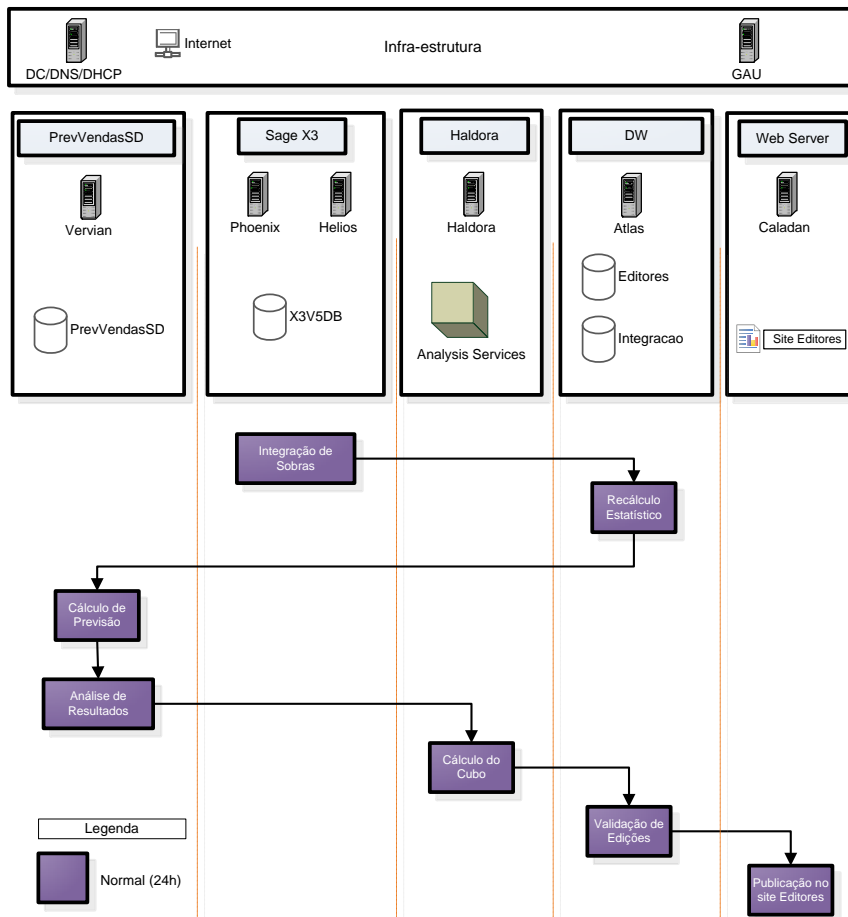 Internet
Infra-estrutura
DC/DNS/DHCP
GAU
PrevVendasSD
Sage X3
Haldora
DW
Web Server
Vervian
Phoenix
Helios
Haldora
Atlas
Caladan
PrevVendasSD
X3V5DB
Analysis Services
Editores
Integracao
Site Editores
Integração de
Sobras
Recálculo
Estatístico
Cálculo de
Previsão
Análise de
Resultados
Cálculo do
Cubo
Validação de
Edições
Publicação no
site Editores
Legenda
Normal (24h)